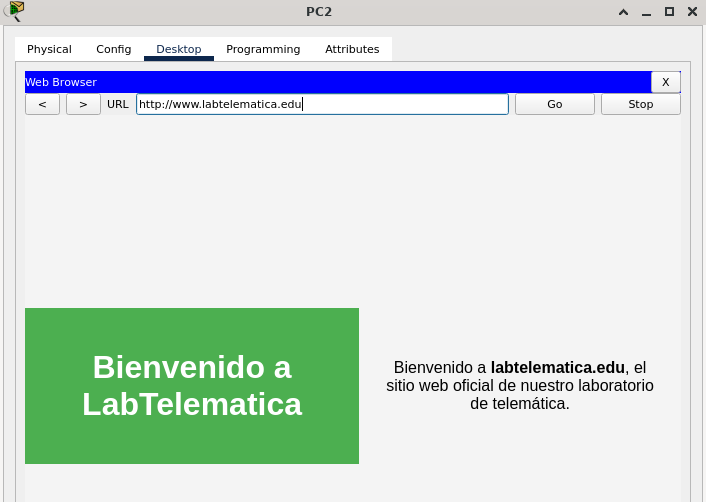 PC2
Physical Config Desktop Programming Attributes
Web Browser X
< > URL http://www.labtelematica.edu Go Stop
Bienvenido a
LabTelematica
Bienvenido a labtelematica.edu, el
sitio web oficial de nuestro laboratorio
de telemática.